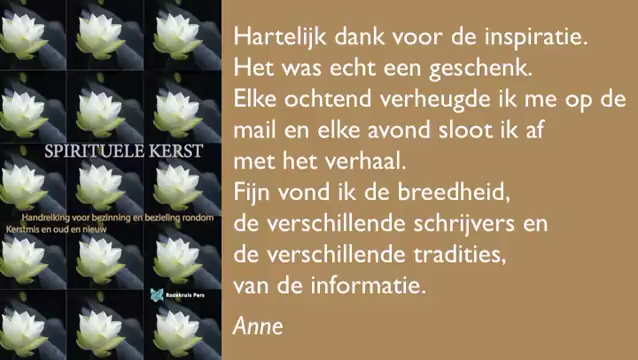 SPIRITUELE KERST
Handreiking voor bezinning en bezieling rondom
Kerstmis en oud en nieuw
Rozekruis Pers
Hartelijk dank voor de inspiratie.
Het was echt een geschenk.
Elke ochtend verheugde ik me op de
mail en elke avond sloot ik af
met het verhaal.
Fijn vond ik de breedheid,
de verschillende schrijvers en
de verschillende tradities,
van de informatie.
Anne